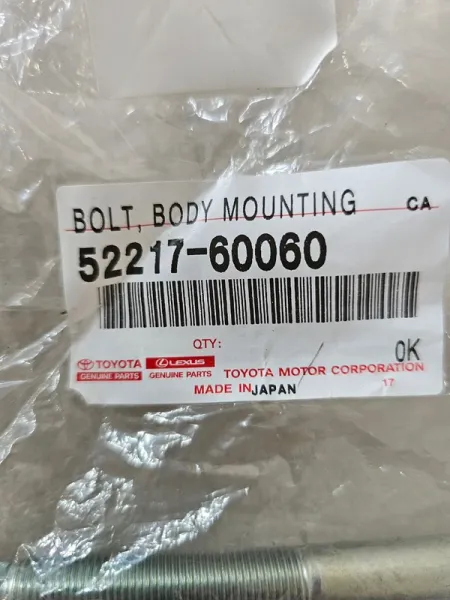 BOLT, BODY MOUNTING CA
52217-60060
QTY:
OK
TOYOTA LEXUS
GENUINE PARTS GENUINE PARTS TOYOTA MOTOR CORPORATION
MADE IN JAPAN 17